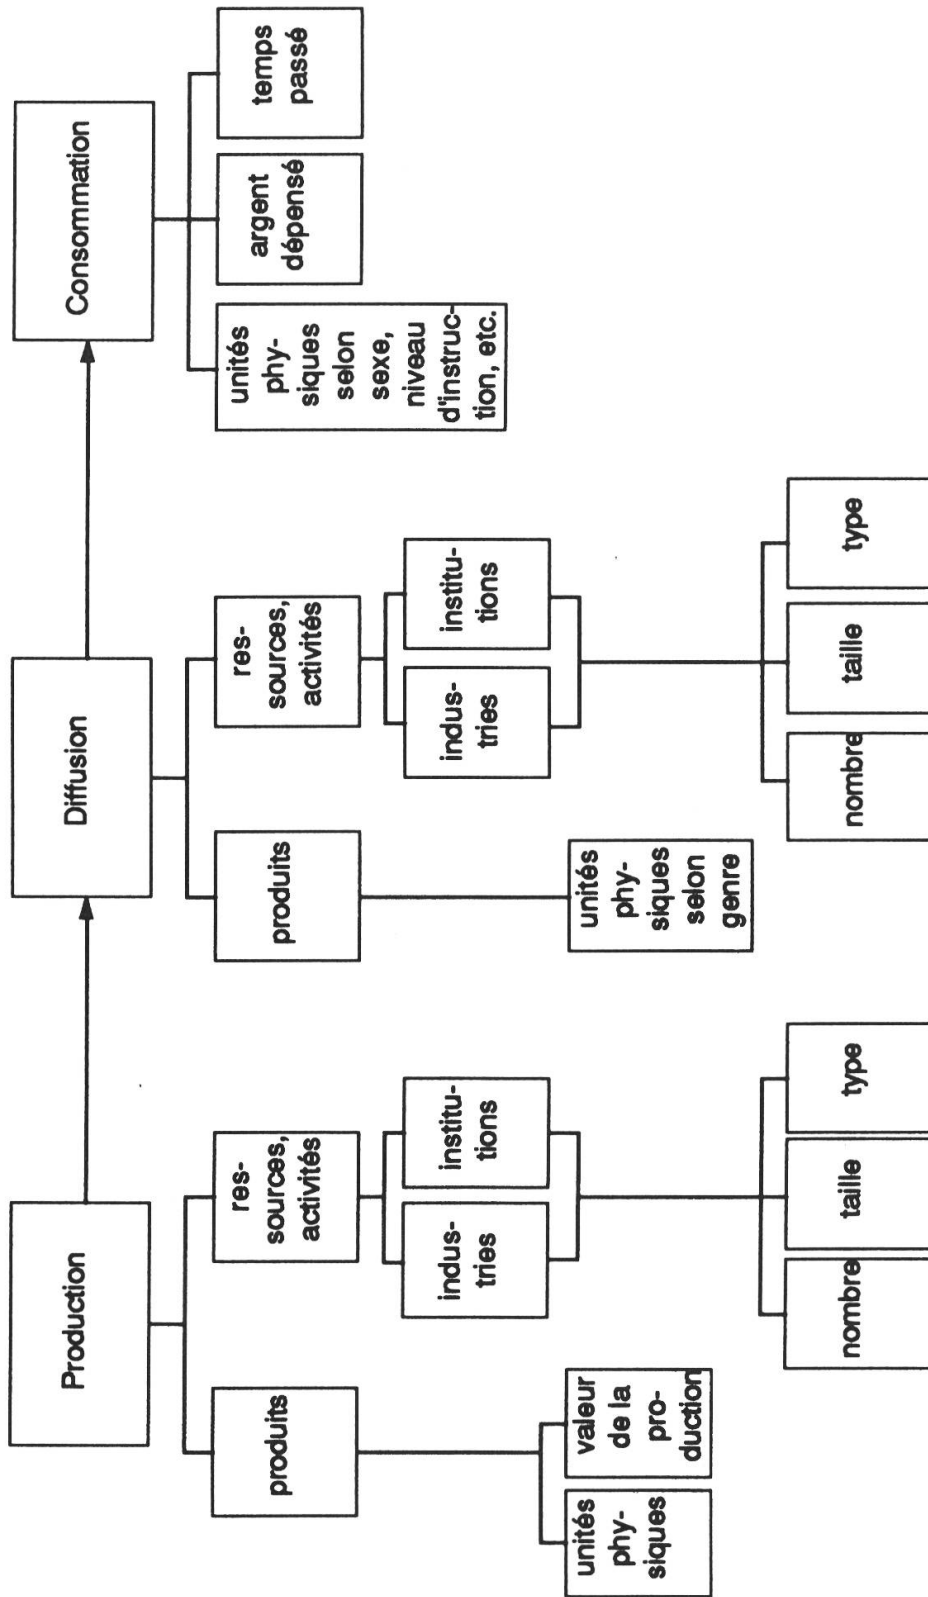 Production
Diffusion
Consommation
produits
res-
sources,
activités
produits
res-
sources,
activités
unités
phy-
siques
selon
sexe,
niveau
d'instruc-
tion, etc.
argent
dépensé
temps
passé
indus-
tries
institu-
tions
indus-
tries
institu-
tions
unités
phy-
siques
valeur
de la
pro-
duction
unités
phy-
siques
selon
genre
nombre
taille
type
nombre
taille
type